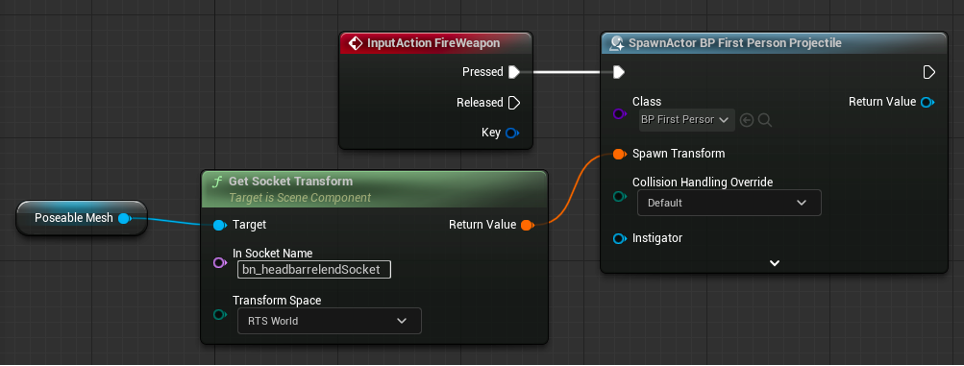 InputAction FireWeapon
Pressed
Released
Key
SpawnActor BP First Person Projectile
Class
BP First Person
Return Value
Spawn Transform
Collision Handling Override
Default
Instigator
Poseable Mesh
Get Socket Transform
Target is Scene Component
Target
Return Value
In Socket Name
bn_headbarrelendSocket
Transform Space
RTS World